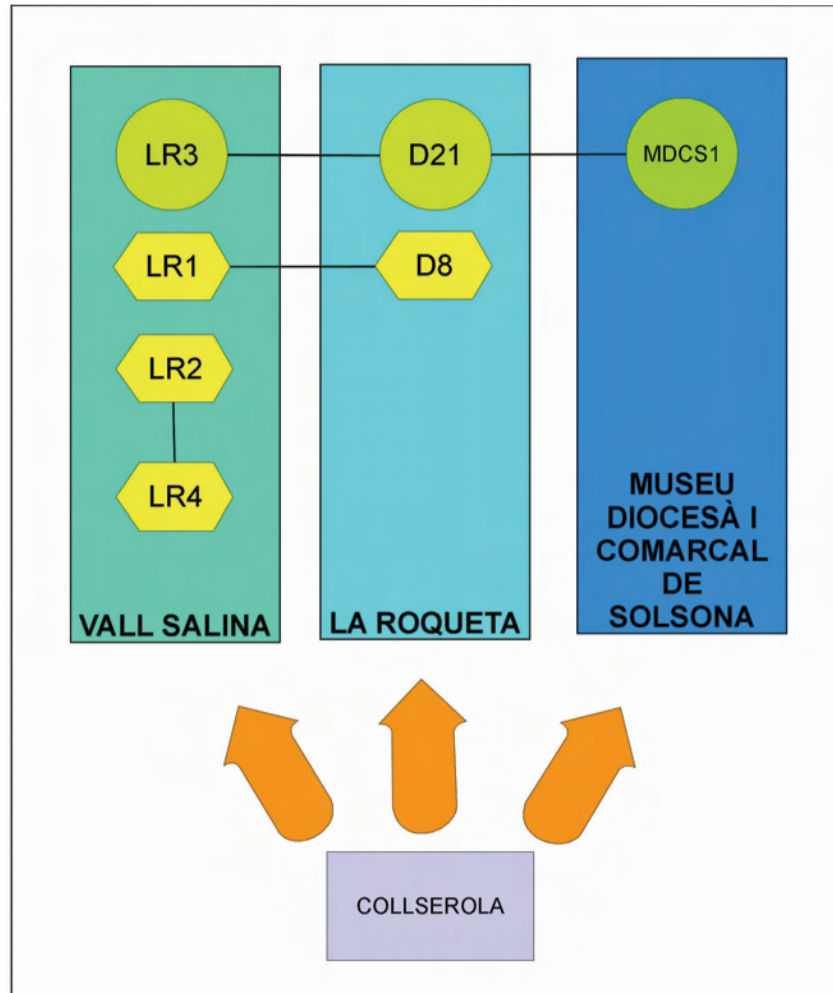 LR3
D21
MDCS1
LR1
D8
LR2
LR4
VALL SALINA
LA ROQUETA
MUSEU
DIOCESÀ I
COMARCAL
DE
SOLSONA
COLLSEROLA